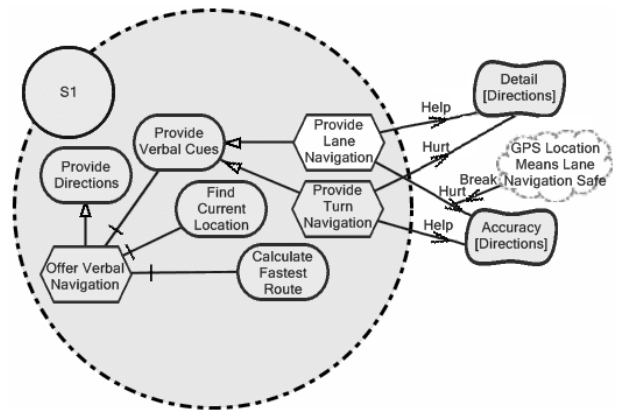 S1
Provide
Directions
Provide
Verbal Cues
Find
Current
Location
Offer Verbal
Navigation
Calculate
Fastest
Route
Provide
Lane
Navigation
Provide
Turn
Navigation
Help
Hurt
Hurt
Break
Help
Detail
[Directions]
GPS Location
Means Lane
Navigation Safe
Accuracy
[Directions]